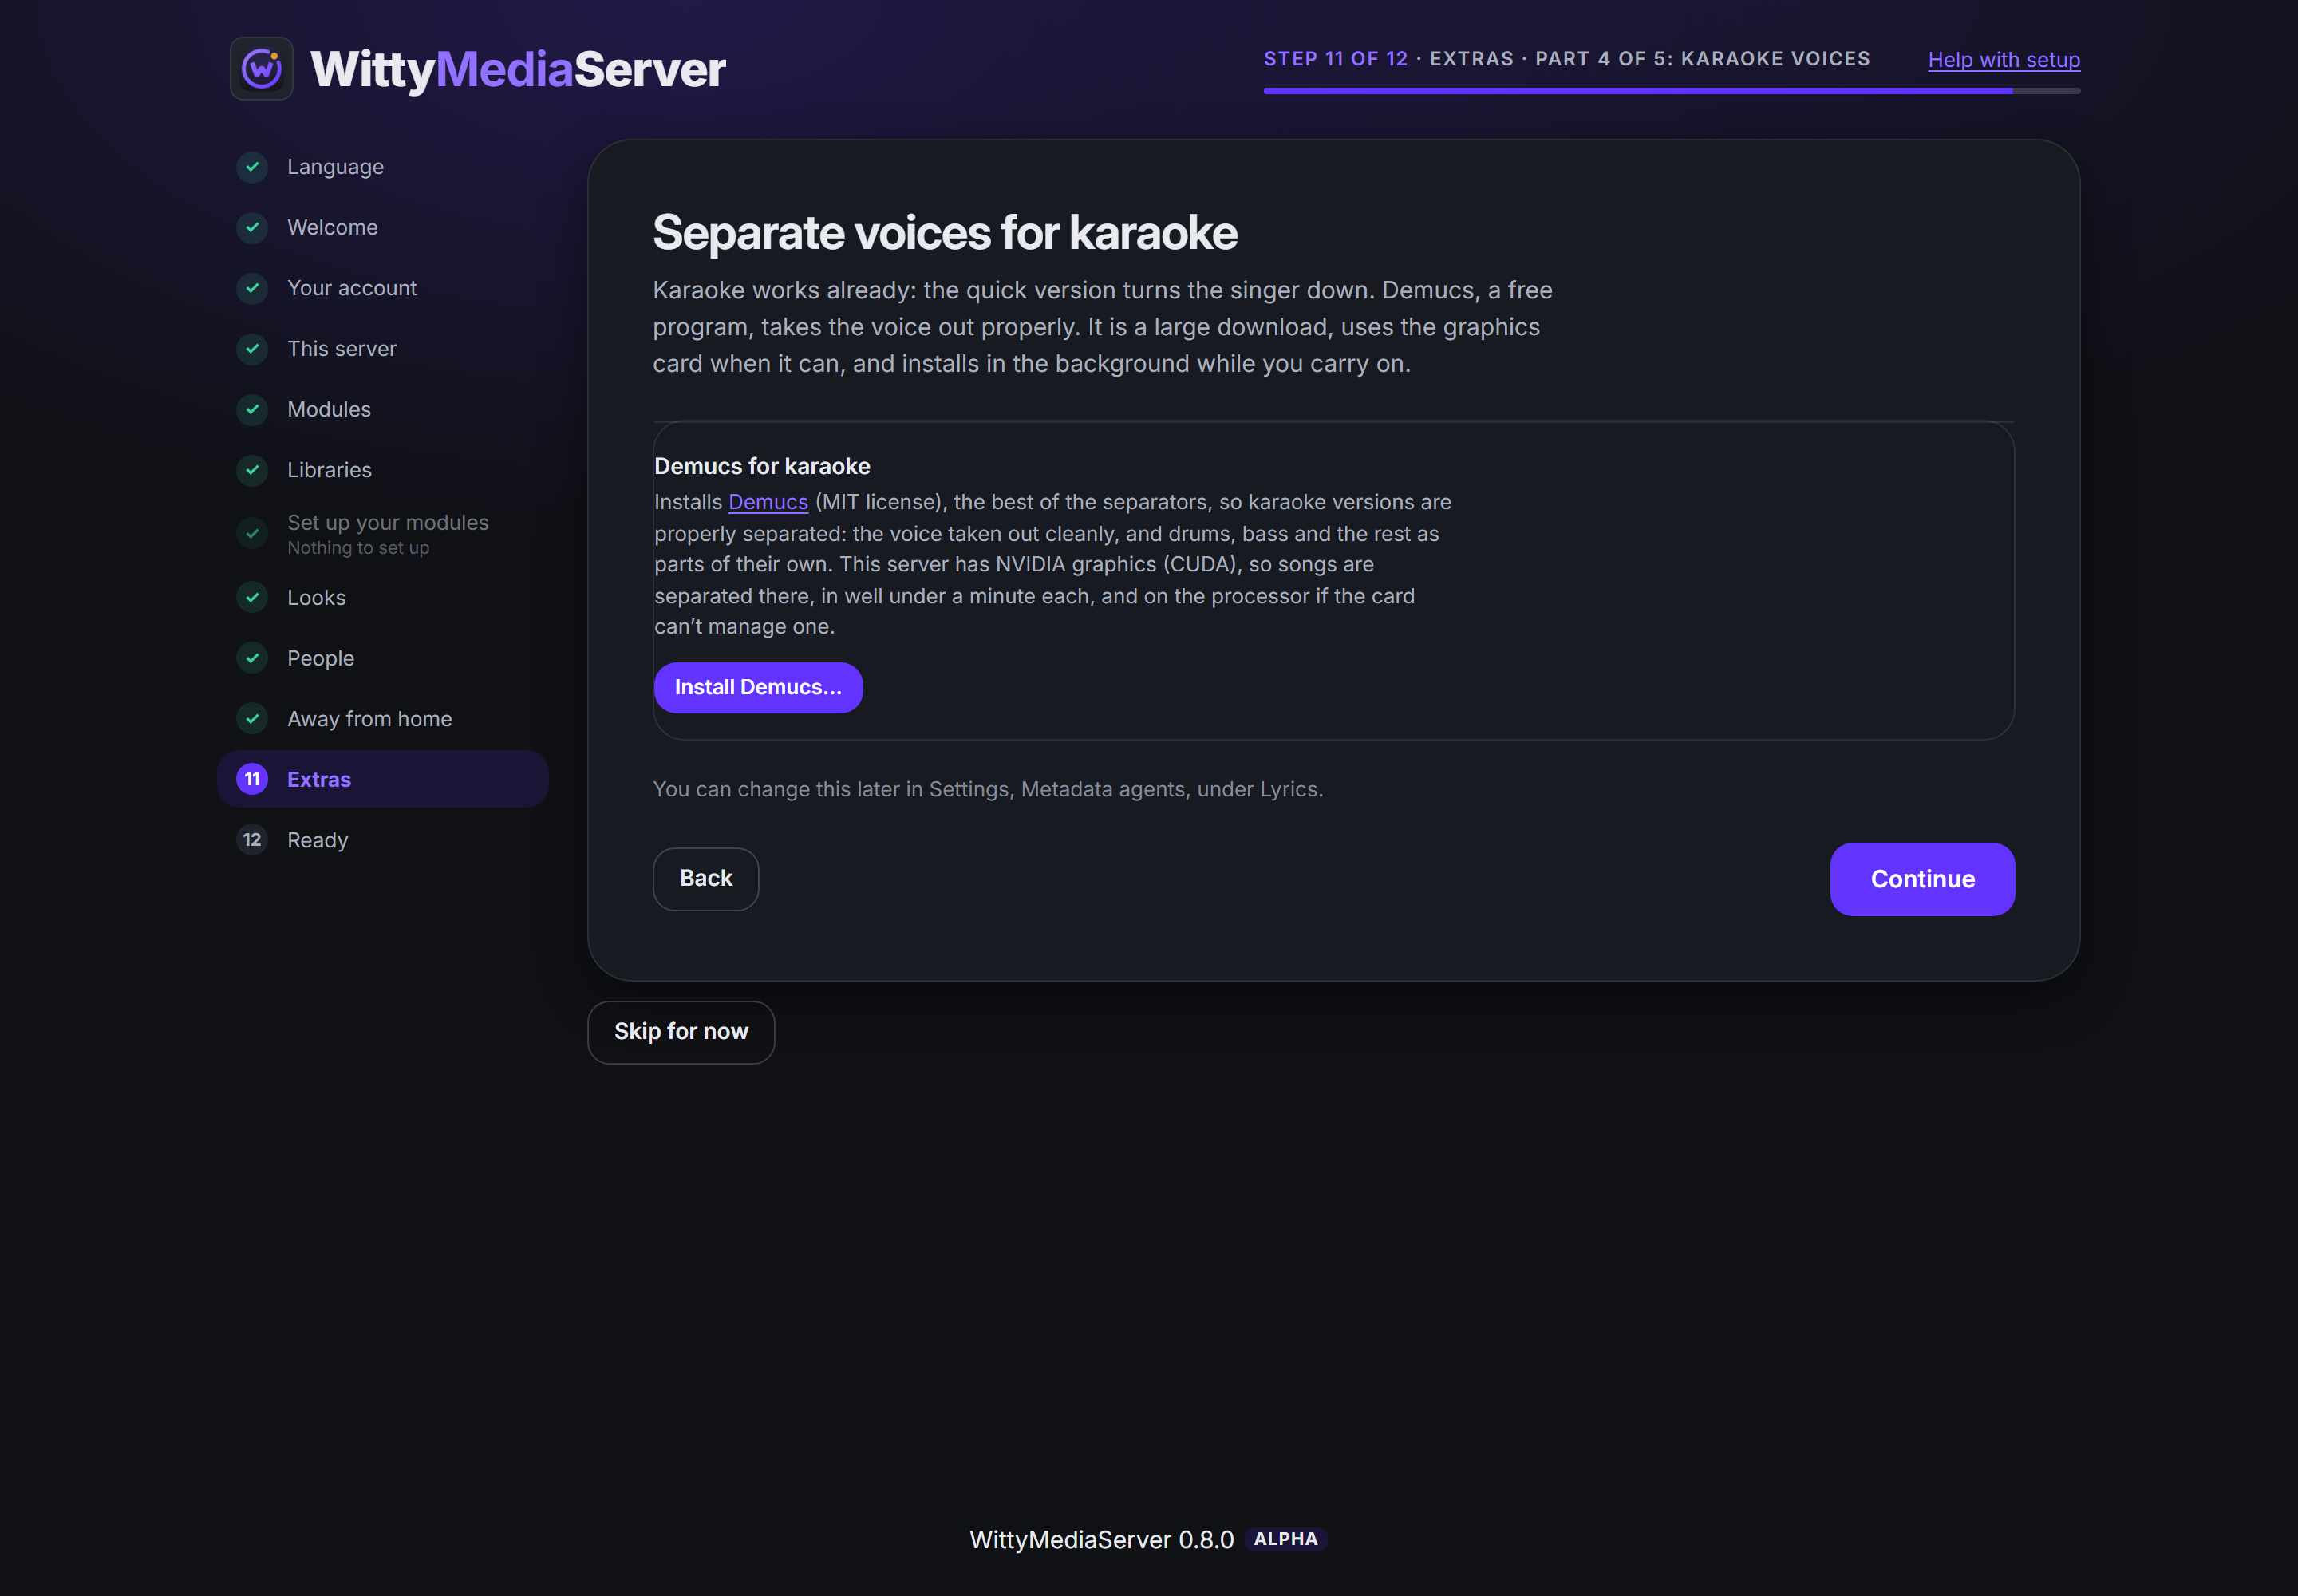 WittyMediaServer
STEP 11 OF 12 · EXTRAS · PART 4 OF 5: KARAOKE VOICES
Help with setup
Language
Welcome
Your account
This server
Modules
Libraries
Set up your modules
Nothing to set up
Looks
People
Away from home
11 Extras
12 Ready
Separate voices for karaoke
Karaoke works already: the quick version turns the singer down. Demucs, a free
program, takes the voice out properly. It is a large download, uses the graphics
card when it can, and installs in the background while you carry on.
Demucs for karaoke
Installs Demucs (MIT license), the best of the separators, so karaoke versions are
properly separated: the voice taken out cleanly, and drums, bass and the rest as
parts of their own. This server has NVIDIA graphics (CUDA), so songs are
separated there, in well under a minute each, and on the processor if the card
can’t manage one.
Install Demucs...
You can change this later in Settings, Metadata agents, under Lyrics.
Back
Continue
Skip for now
WittyMediaServer 0.8.0 ALPHA